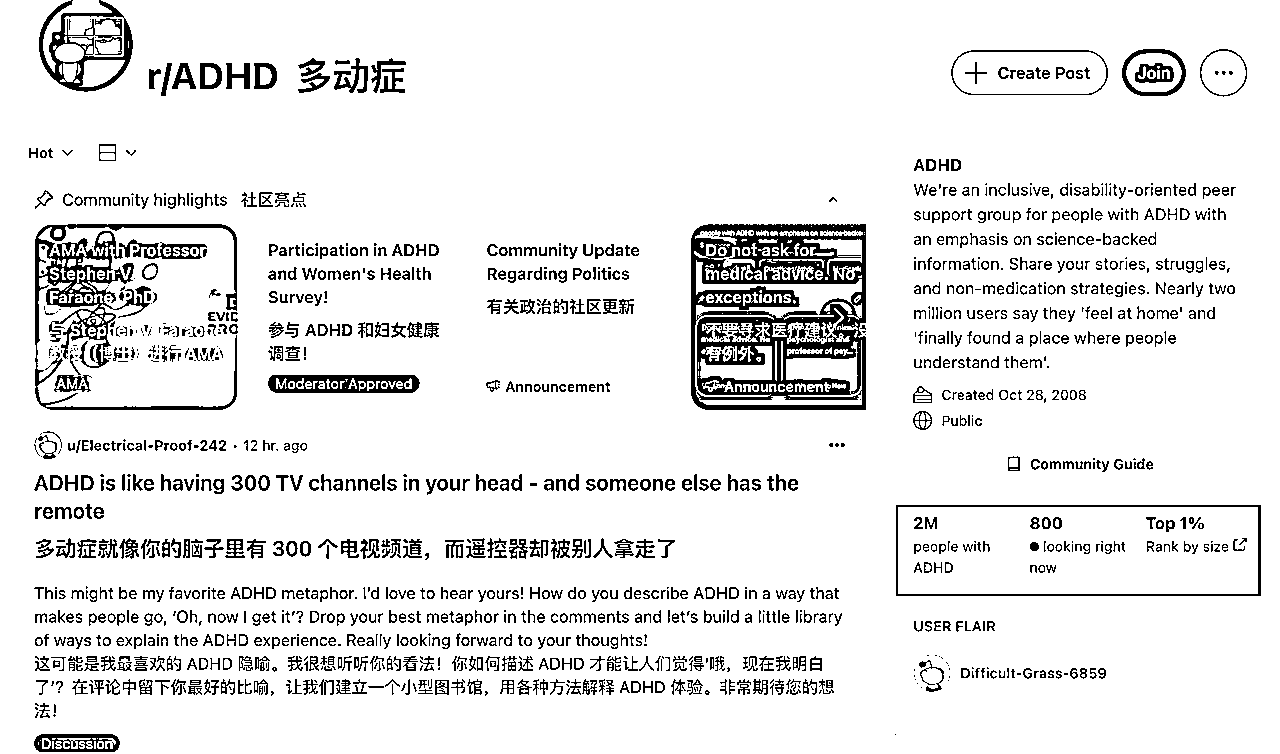 r/ADHD 多动症
Create Post
Join
Hot
Community highlights 社区亮点
AMA with Professor
Stephen V.
Faraone, PhD
与 Stephen V. Faraone
教授（博士）进行 AMA
AMA
Participation in ADHD
and Women's Health
Survey!
参与 ADHD 和妇女健康
调查！
Moderator Approved
Community Update
Regarding Politics
有关政治的社区更新
Announcement
Do not ask for
medical advice. No
exceptions.
不要寻求医疗建议，没
有例外。
Announcement
u/Electrical-Proof-242 • 12 hr. ago
ADHD is like having 300 TV channels in your head - and someone else has the
remote
多动症就像你的脑子里有 300 个电视频道，而遥控器却被别人拿走了
This might be my favorite ADHD metaphor. I'd love to hear yours! How do you describe ADHD in a way that
makes people go, 'Oh, now I get it'? Drop your best metaphor in the comments and let's build a little library
of ways to explain the ADHD experience. Really looking forward to your thoughts!
这可能是我最喜欢的 ADHD 隐喻。我很想听听你的看法！你如何描述 ADHD 才能让人们觉得'哦，现在我明白
了'？在评论中留下你最好的比喻，让我们建立一个小型图书馆，用各种方法解释 ADHD 体验。非常期待您的想
法！
Discussion
ADHD
We're an inclusive, disability-oriented peer
support group for people with ADHD with
an emphasis on science-backed
information. Share your stories, struggles,
and non-medication strategies. Nearly two
million users say they 'feel at home' and
'finally found a place where people
understand them'.
Created Oct 28, 2008
Public
Community Guide
2M
people with
ADHD
800
looking right
now
Top 1%
Rank by size
USER FLAIR
Difficult-Grass-6859